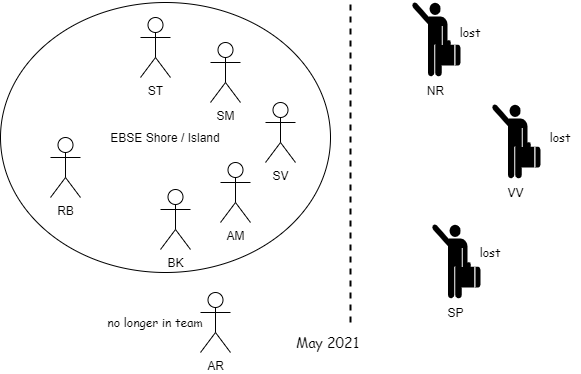 ST
SM
EBSE Shore / Island
SV
RB
AM
BK
no longer in team
AR
May 2021
lost
NR
lost
VV
lost
SP